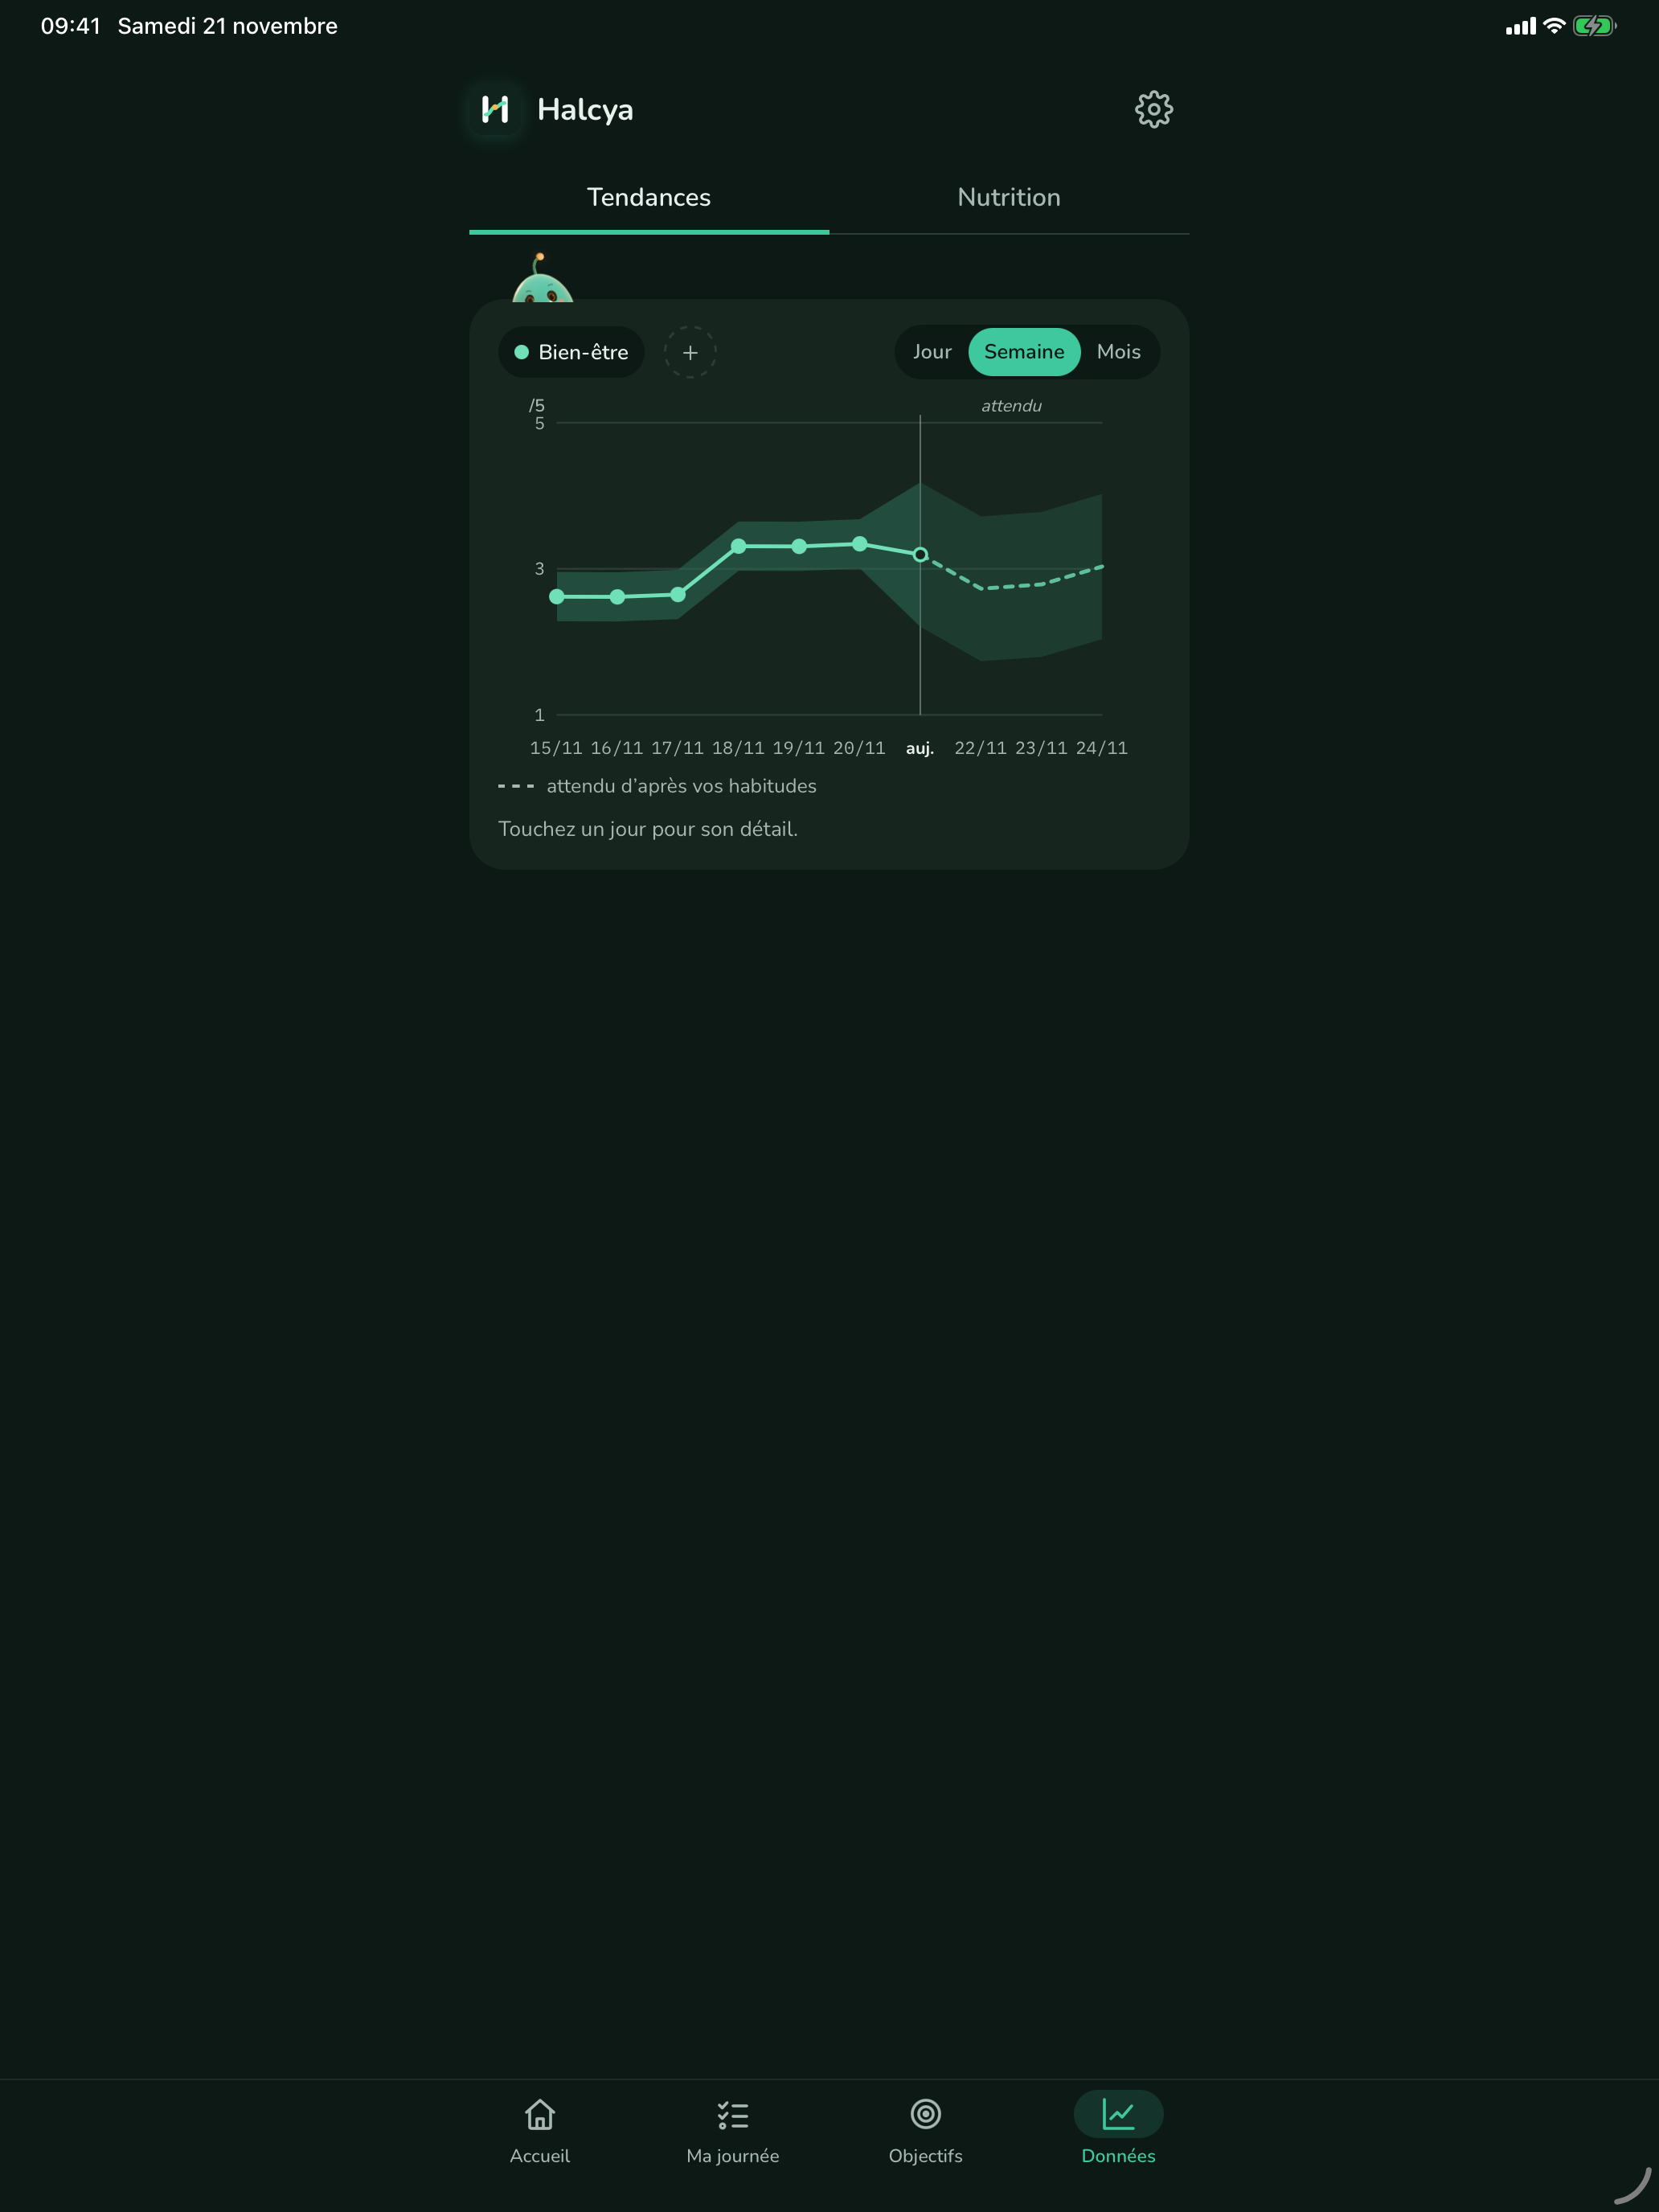 09:41 Samedi 21 novembre
Halcya
Tendances Nutrition
Bien-être + Jour Semaine Mois
/5 attendu
5
3
1
15/11 16/11 17/11 18/11 19/11 20/11 auj. 22/11 23/11 24/11
attendu d’après vos habitudes
Touchez un jour pour son détail.
Accueil Ma journée Objectifs Données